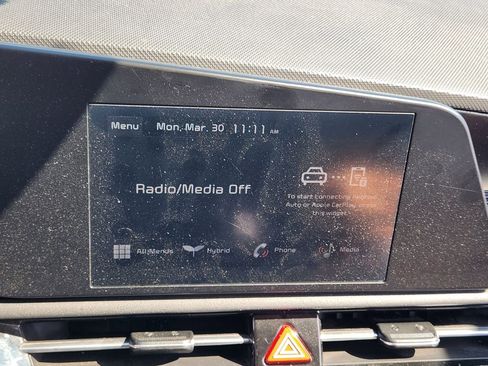 Menu
Mon, Mar. 30 11:11 AM
Radio/Media Off
To start connecting Android
Auto or Apple CarPlay, press
this widget.
All Menus
Hybrid
Phone
Media